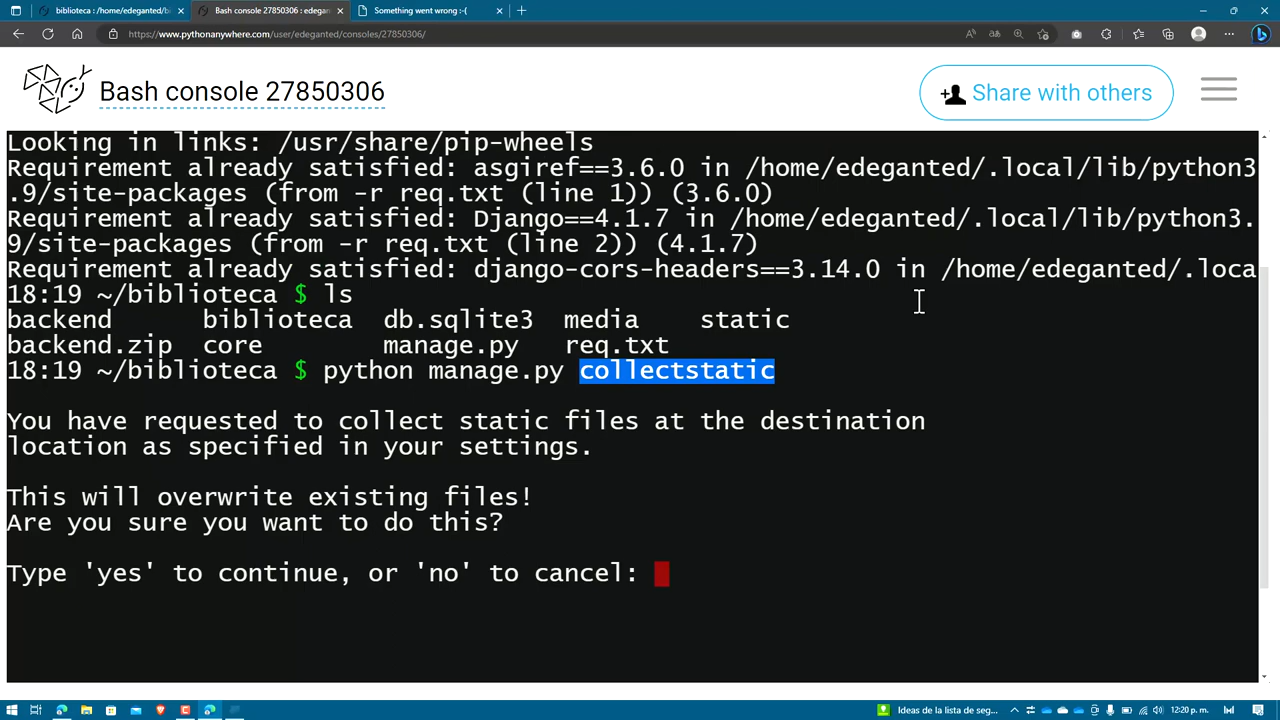 biblioteca : /home/edeganted/bi
Bash console 27850306 : edegan
Something went wrong :-(
https://www.pythonanywhere.com/user/edeganted/consoles/27850306/
Bash console 27850306
Share with others
Looking in links: /usr/share/pip-wheels
Requirement already satisfied: asgiref==3.6.0 in /home/edeganted/.local/lib/python3
.9/site-packages (from -r req.txt (line 1)) (3.6.0)
Requirement already satisfied: Django==4.1.7 in /home/edeganted/.local/lib/python3.
9/site-packages (from -r req.txt (line 2)) (4.1.7)
Requirement already satisfied: django-cors-headers==3.14.0 in /home/edeganted/.loca
18:19 ~/biblioteca $ ls
backend biblioteca db.sqlite3 media static
backend.zip core manage.py req.txt
18:19 ~/biblioteca $ python manage.py collectstatic
You have requested to collect static files at the destination
location as specified in your settings.
This will overwrite existing files!
Are you sure you want to do this?
Type 'yes' to continue, or 'no' to cancel:
Ideas de la lista de seg...
12:20 p. m.